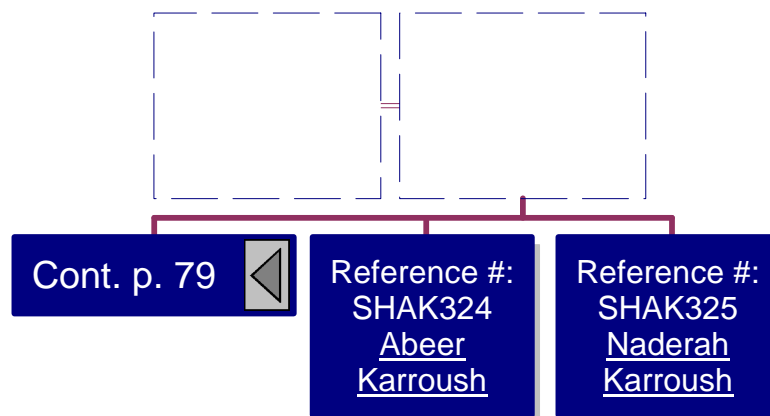 Cont. p. 79
Reference #:
SHAK324
Abeer
Karroush
Reference #:
SHAK325
Naderah
Karroush